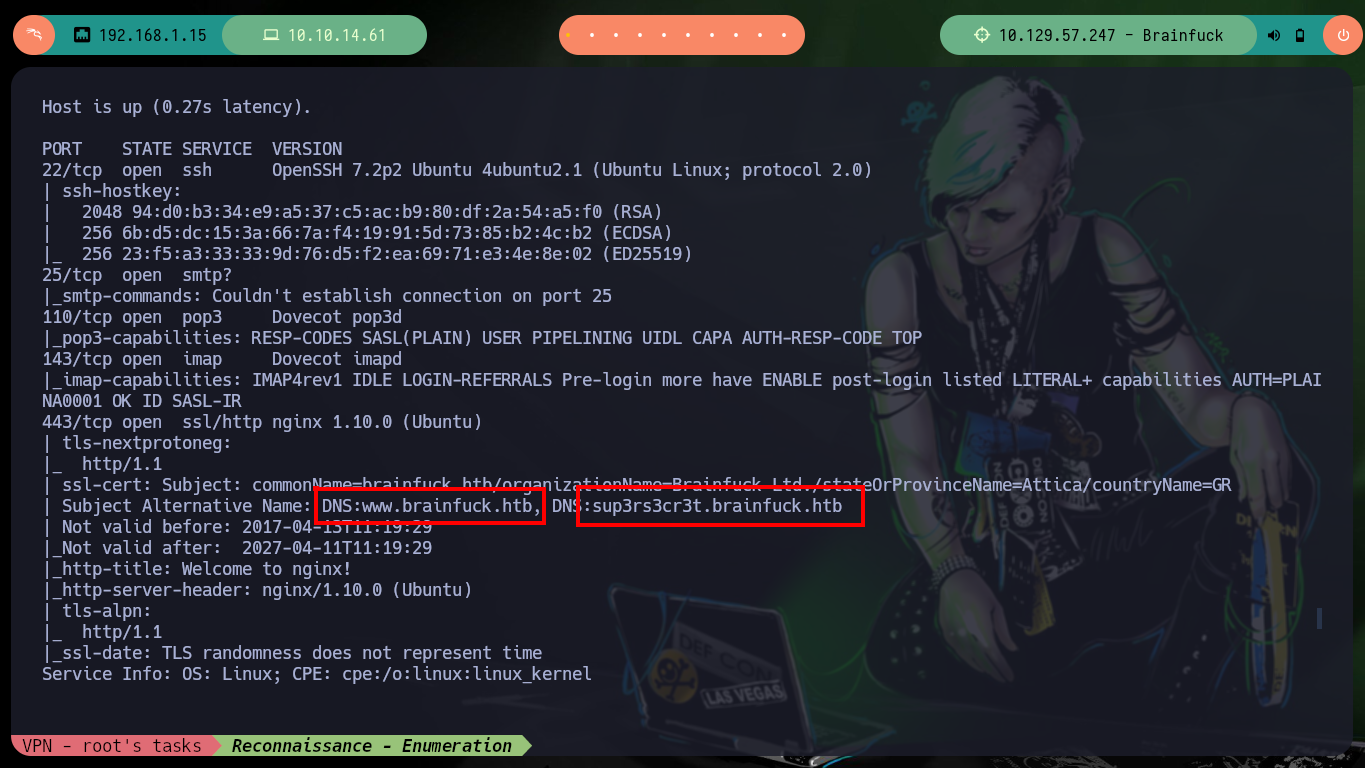 192.168.1.15
10.10.14.61
10.129.57.247 - Brainfuck
Host is up (0.27s latency).
PORT    STATE SERVICE  VERSION
22/tcp  open  ssh      OpenSSH 7.2p2 Ubuntu 4ubuntu2.1 (Ubuntu Linux; protocol 2.0)
| ssh-hostkey:
|   2048 94:d0:b3:34:e9:a5:37:c5:ac:b9:80:df:2a:54:a5:f0 (RSA)
|   256 6b:d5:dc:15:3a:66:7a:f4:19:91:5d:73:85:b2:4c:b2 (ECDSA)
|_  256 23:f5:a3:33:33:9d:76:d5:f2:ea:69:71:e3:4e:8e:02 (ED25519)
25/tcp  open  smtp?
|_smtp-commands: Couldn't establish connection on port 25
110/tcp open  pop3     Dovecot pop3d
|_pop3-capabilities: RESP-CODES SASL(PLAIN) USER PIPELINING UIDL CAPA AUTH-RESP-CODE TOP
143/tcp open  imap     Dovecot imapd
|_imap-capabilities: IMAP4rev1 IDLE LOGIN-REFERRALS Pre-login more have ENABLE post-login listed LITERAL+ capabilities AUTH=PLAI
NA0001 OK ID SASL-IR
443/tcp open  ssl/http nginx 1.10.0 (Ubuntu)
| tls-nextprotoneg:
|_  http/1.1
| ssl-cert: Subject: commonName=brainfuck.htb/organizationName=Brainfuck Ltd./stateOrProvinceName=Attica/countryName=GR
| Subject Alternative Name: DNS:www.brainfuck.htb, DNS:sup3rs3cr3t.brainfuck.htb
| Not valid before: 2017-04-13T11:19:29
|_Not valid after:  2027-04-11T11:19:29
|_http-title: Welcome to nginx!
|_http-server-header: nginx/1.10.0 (Ubuntu)
| tls-alpn:
|_  http/1.1
|_ssl-date: TLS randomness does not represent time
Service Info: OS: Linux; CPE: cpe:/o:linux:linux_kernel
DEF CON
LAS VEGAS
VPN - root's tasks
Reconnaissance - Enumeration